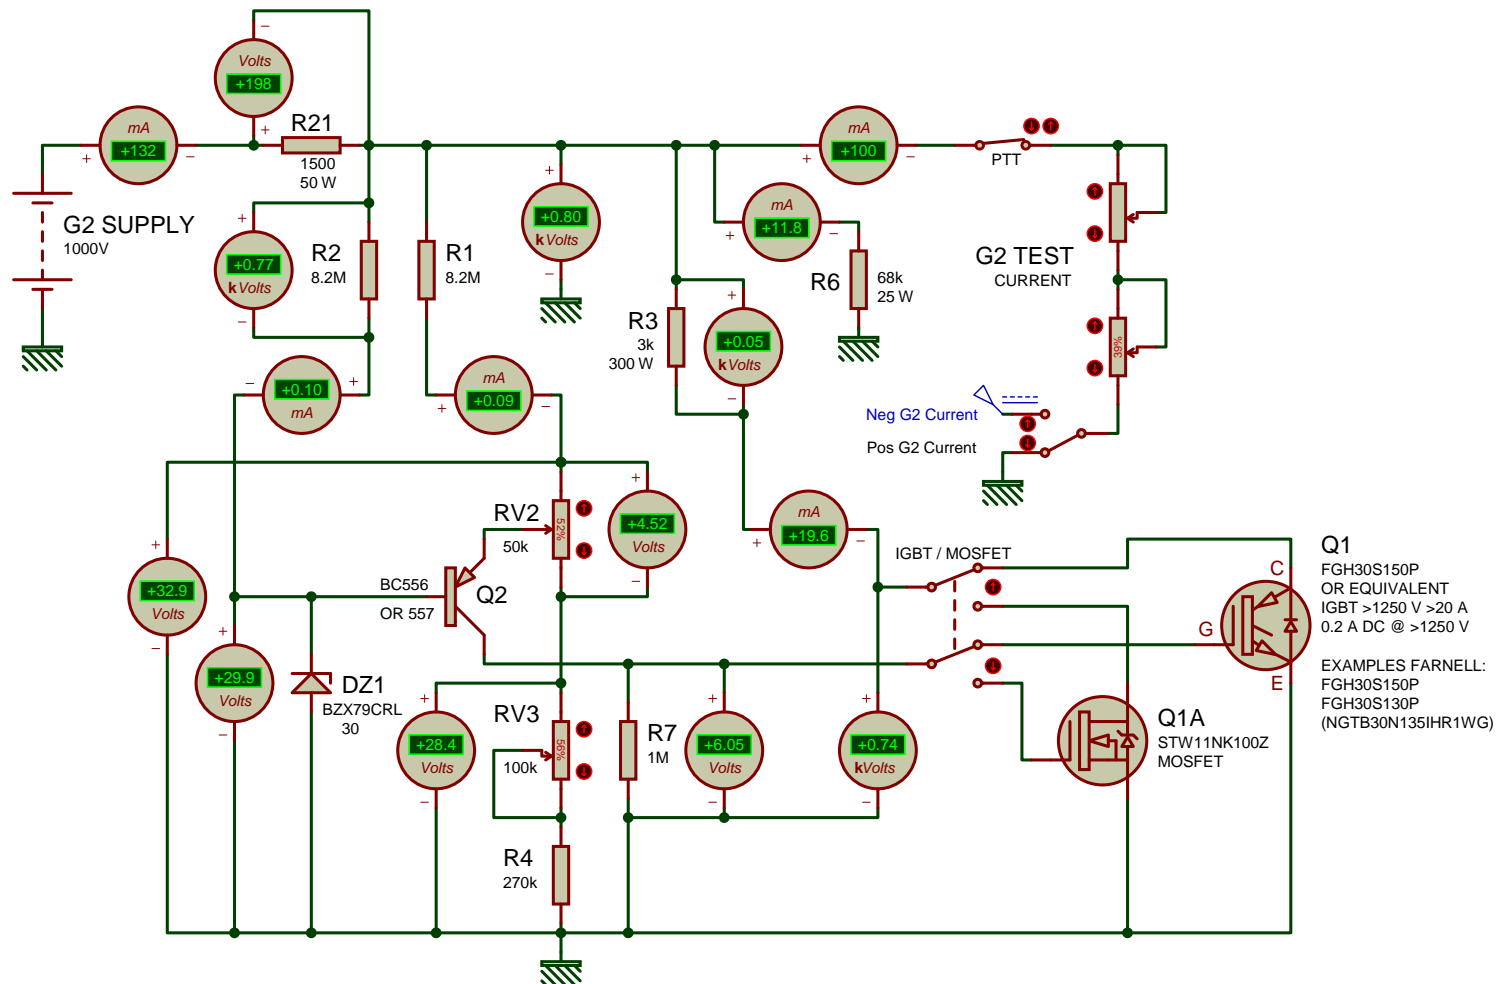 Volts
+198
mA
+132
R21
1500
50 W
G2 SUPPLY
1000V
+0.77
kVolts
R2
8.2M
R1
8.2M
+0.80
kVolts
mA
+100
PTT
mA
+11.8
R6
68k
25 W
G2 TEST
CURRENT
R3
3k
300 W
+0.05
kVolts
39%
+0.10
mA
mA
+0.09
Neg G2 Current
Pos G2 Current
RV2
50k
52%
+4.52
Volts
mA
+19.6
IGBT / MOSFET
Q1
FGH30S150P
OR EQUIVALENT
IGBT >1250 V >20 A
0.2 A DC @ >1250 V
C
G
E
EXAMPLES FARNELL:
FGH30S150P
FGH30S130P
(NGTB30N135IHR1WG)
+32.9
Volts
BC556
OR 557
Q2
+29.9
Volts
DZ1
BZX79CRL
30
+28.4
Volts
RV3
100k
56%
R7
1M
+6.05
Volts
+0.74
kVolts
Q1A
STW11NK100Z
MOSFET
R4
270k